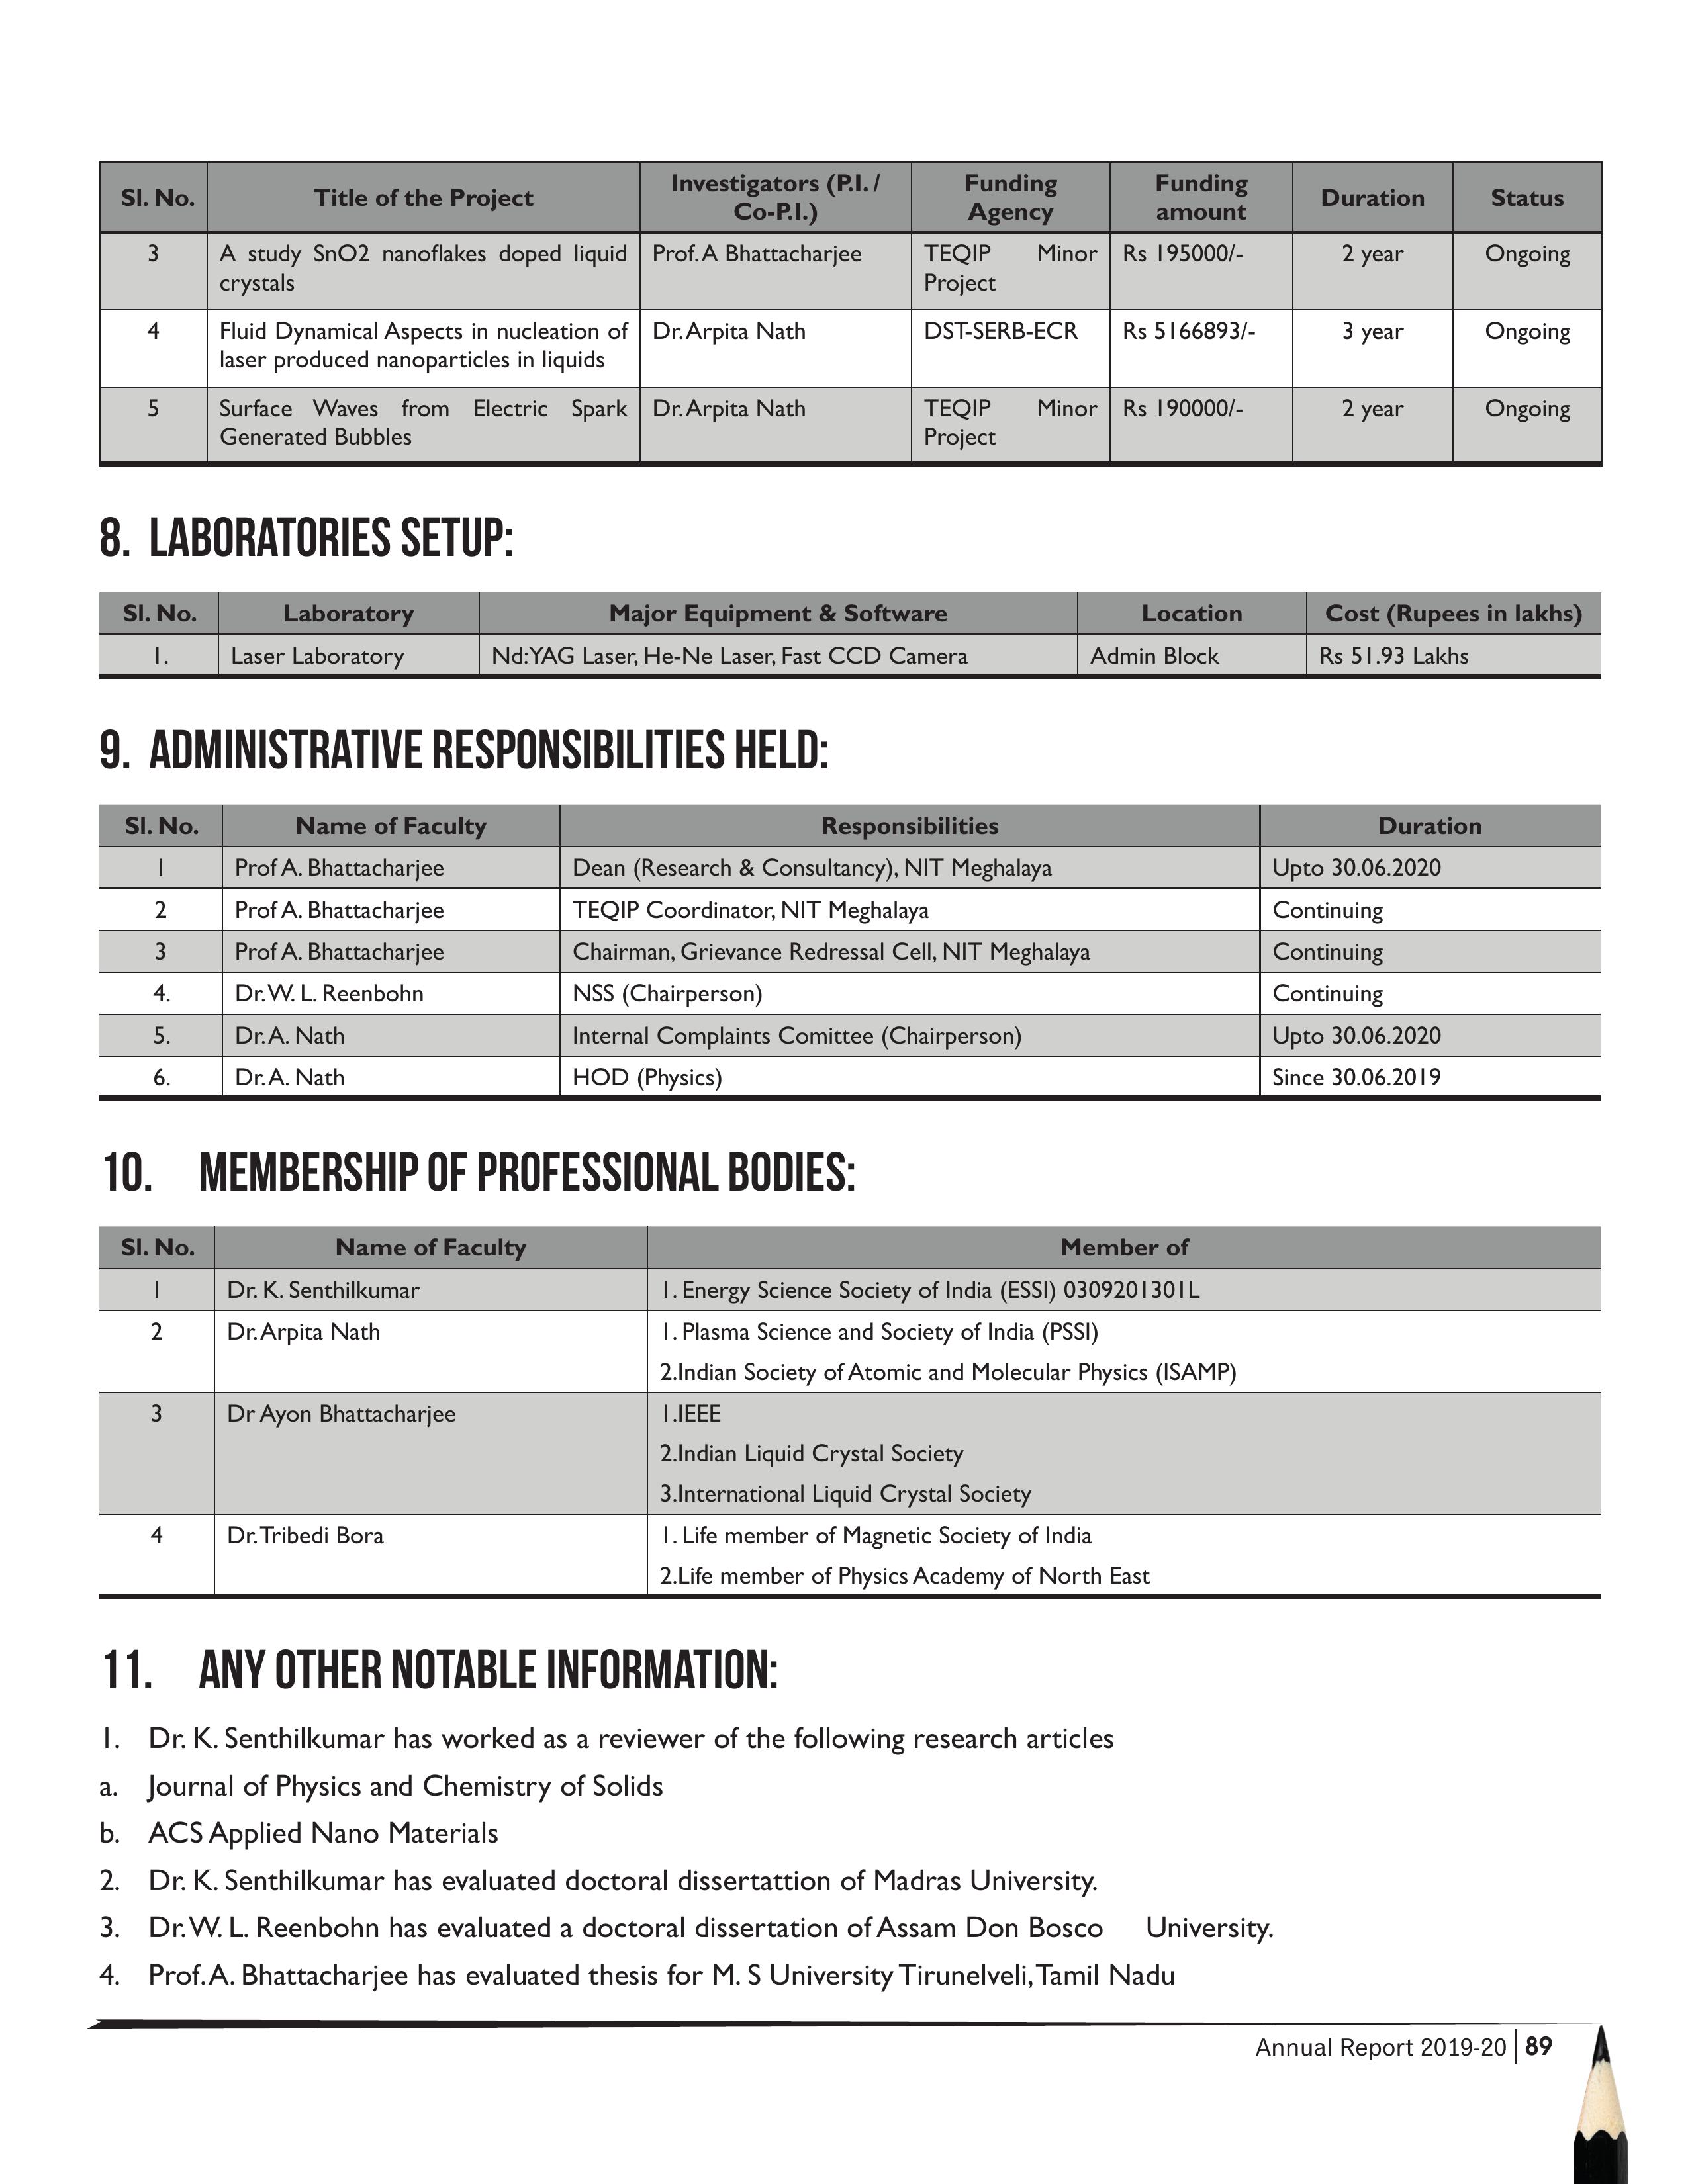 Sl. No. Title of the Project Investigators (P.I. / Co-P.I.) Funding Agency Funding amount Duration Status
3 A study SnO2 nanoflakes doped liquid crystals Prof. A Bhattacharjee TEQIP Minor Project Rs 195000/- 2 year Ongoing
4 Fluid Dynamical Aspects in nucleation of laser produced nanoparticles in liquids Dr. Arpita Nath DST-SERB-ECR Rs 5166893/- 3 year Ongoing
5 Surface Waves from Electric Spark Generated Bubbles Dr. Arpita Nath TEQIP Minor Project Rs 190000/- 2 year Ongoing
8. LABORATORIES SETUP:
Sl. No. Laboratory Major Equipment & Software Location Cost (Rupees in lakhs)
1. Laser Laboratory Nd:YAG Laser, He-Ne Laser, Fast CCD Camera Admin Block Rs 51.93 Lakhs
9. ADMINISTRATIVE RESPONSIBILITIES HELD:
Sl. No. Name of Faculty Responsibilities Duration
1 Prof A. Bhattacharjee Dean (Research & Consultancy), NIT Meghalaya Upto 30.06.2020
2 Prof A. Bhattacharjee TEQIP Coordinator, NIT Meghalaya Continuing
3 Prof A. Bhattacharjee Chairman, Grievance Redressal Cell, NIT Meghalaya Continuing
4. Dr. W. L. Reenbohn NSS (Chairperson) Continuing
5. Dr. A. Nath Internal Complaints Comittee (Chairperson) Upto 30.06.2020
6. Dr. A. Nath HOD (Physics) Since 30.06.2019
10. MEMBERSHIP OF PROFESSIONAL BODIES:
Sl. No. Name of Faculty Member of
1 Dr. K. Senthilkumar 1. Energy Science Society of India (ESSI) 0309201301L
2 Dr. Arpita Nath 1. Plasma Science and Society of India (PSSI)
2.Indian Society of Atomic and Molecular Physics (ISAMP)
3 Dr Ayon Bhattacharjee 1.IEEE
2.Indian Liquid Crystal Society
3.International Liquid Crystal Society
4 Dr. Tribedi Bora 1. Life member of Magnetic Society of India
2.Life member of Physics Academy of North East
11. ANY OTHER NOTABLE INFORMATION:
1. Dr. K. Senthilkumar has worked as a reviewer of the following research articles
a. Journal of Physics and Chemistry of Solids
b. ACS Applied Nano Materials
2. Dr. K. Senthilkumar has evaluated doctoral dissertattion of Madras University.
3. Dr. W. L. Reenbohn has evaluated a doctoral dissertation of Assam Don Bosco University.
4. Prof. A. Bhattacharjee has evaluated thesis for M. S University Tirunelveli, Tamil Nadu
Annual Report 2019-20 | 89